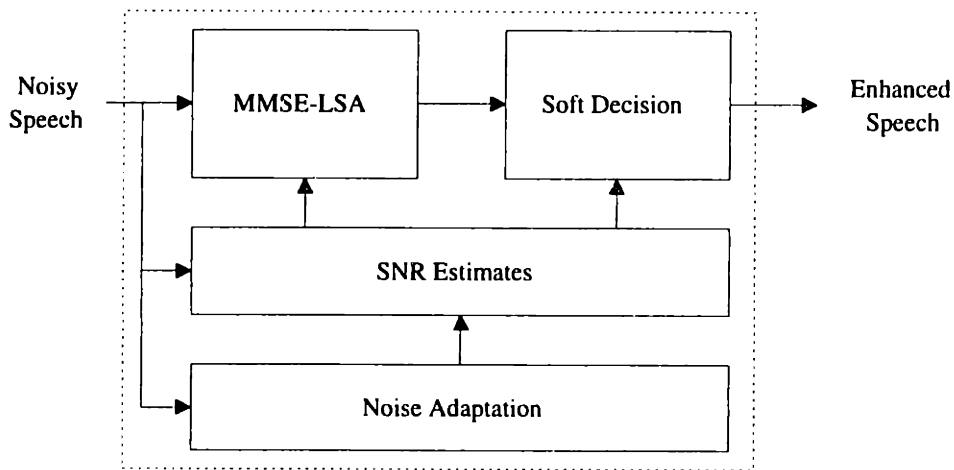 Noisy
Speech
MMSE-LSA
Soft Decision
Enhanced
Speech
SNR Estimates
Noise Adaptation